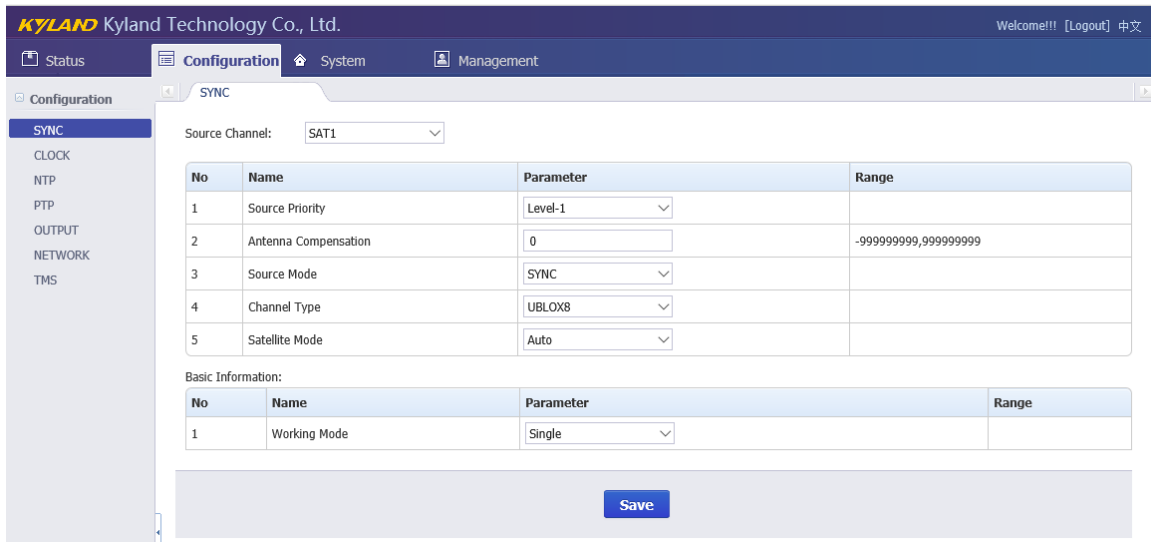 KYLAND Kyland Technology Co., Ltd.
Welcome!!! [Logout] 中文
Status Configuration System Management
Configuration
SYNC
CLOCK
NTP
PTP
OUTPUT
NETWORK
TMS
SYNC
Source Channel: SAT1
No Name Parameter Range
1 Source Priority Level-1
2 Antenna Compensation 0 -999999999,999999999
3 Source Mode SYNC
4 Channel Type UBLOX8
5 Satellite Mode Auto
Basic Information:
No Name Parameter Range
1 Working Mode Single
Save